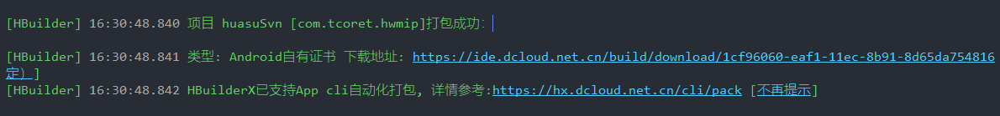 [HBuilder] 16:30:48.840 项目 huasuSvn [com.tcoret.hwmip]打包成功：
[HBuilder] 16:30:48.841 类型: Android自有证书 下载地址: https://ide.dcloud.net.cn/build/download/1cf96060-eaf1-11ec-8b91-8d65da754816
定）]
[HBuilder] 16:30:48.842 HBuilderX已支持App cli自动化打包, 详情参考:https://hx.dcloud.net.cn/cli/pack [不再提示]